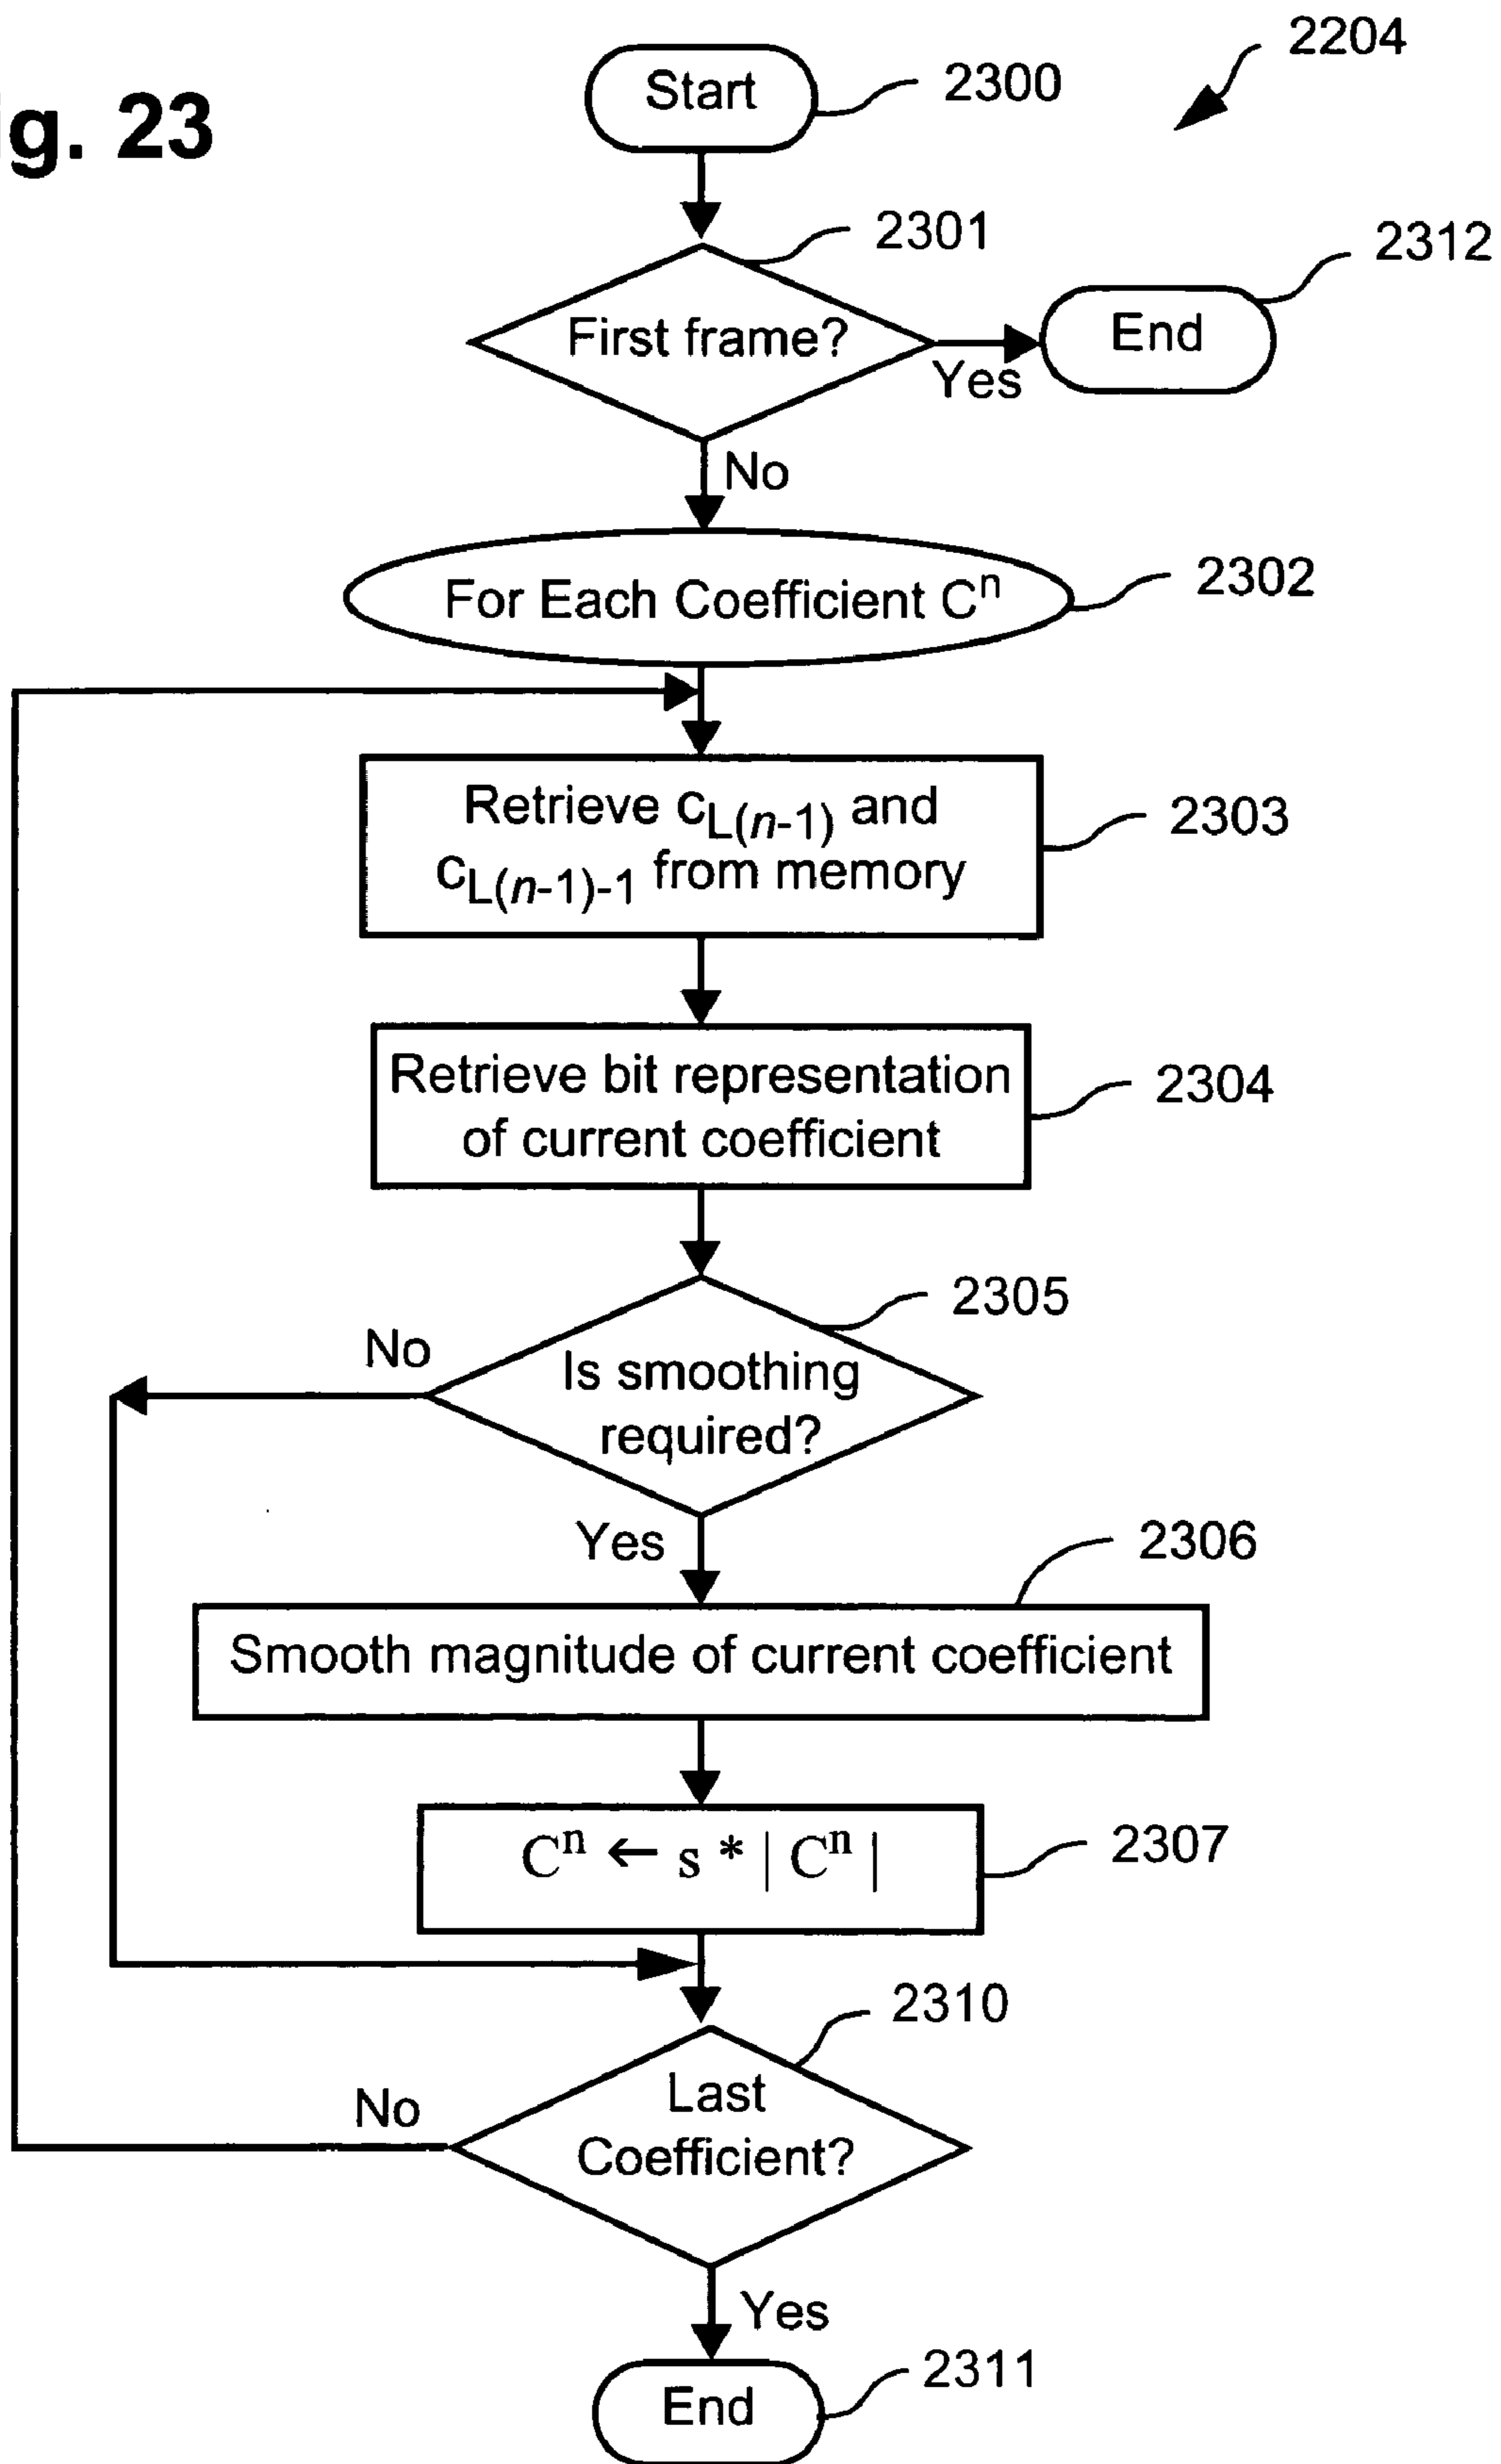 g. 23
2204
Start
2300
2301
First frame?
Yes
End
2312
No
For Each Coefficient Cⁿ
2302
Retrieve c_L(n-1) and
c_L(n-1)-1 from memory
2303
Retrieve bit representation
of current coefficient
2304
2305
No
Is smoothing
required?
Yes
2306
Smooth magnitude of current coefficient
Cⁿ ← s * | Cⁿ |
2307
2310
No
Last
Coefficient?
Yes
2311
End